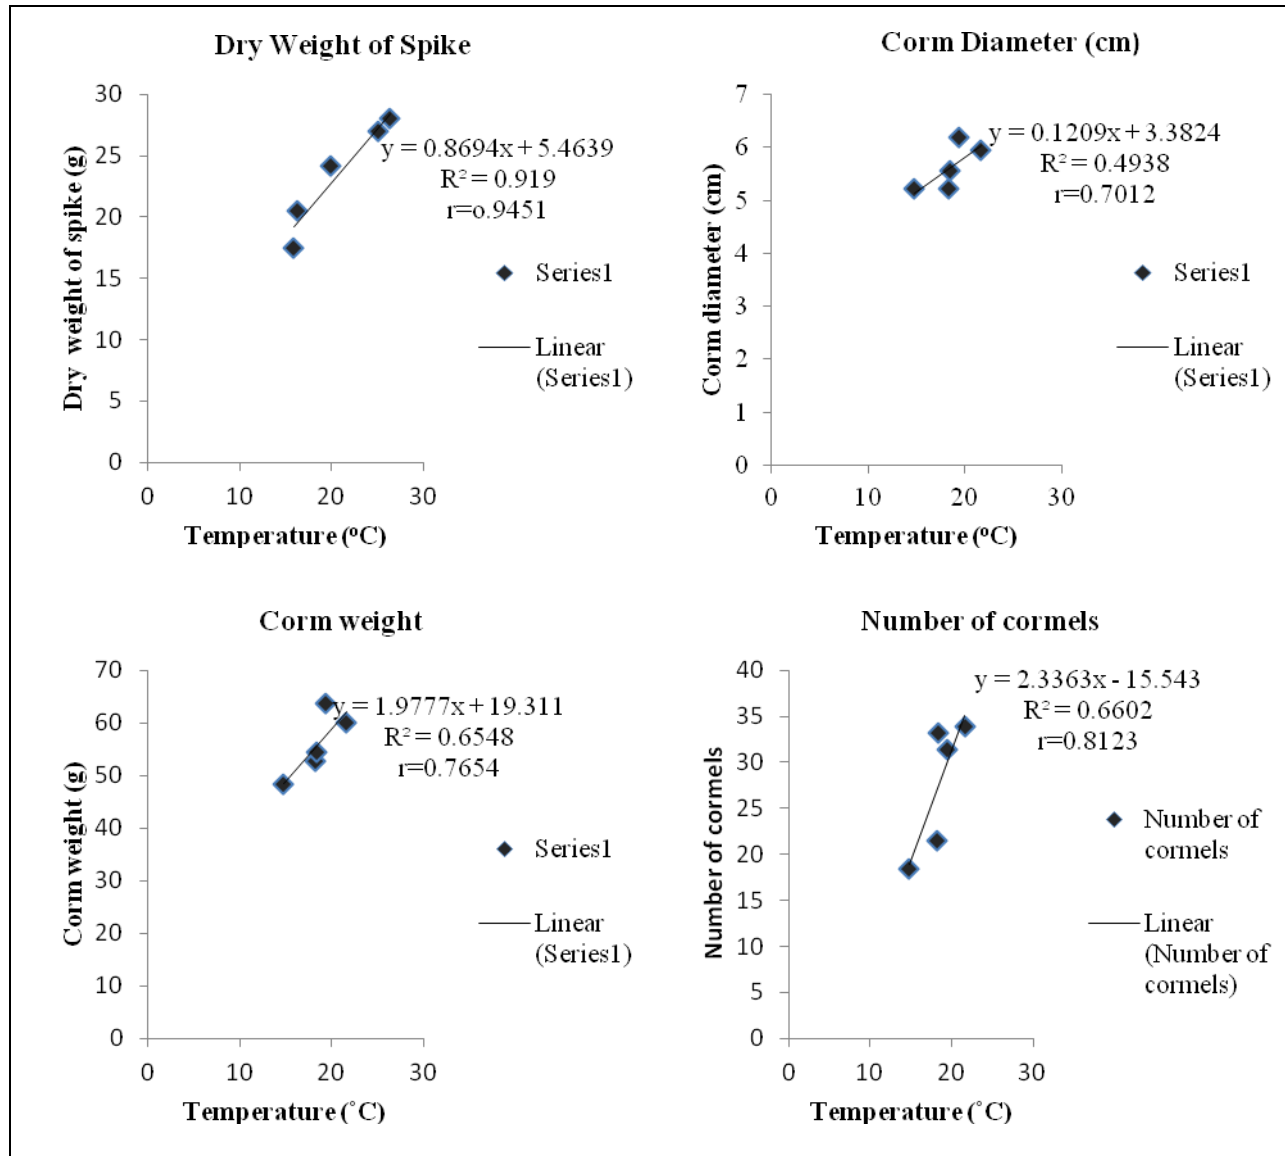 Dry Weight of Spike
Dry weight of spike (g)
30
25
20
15
10
5
0
0 10 20 30
Temperature (ºC)
y = 0.8694x + 5.4639
R² = 0.919
r=o.9451
Series1
Linear
(Series1)
Corm Diameter (cm)
Corm diameter (cm)
7
6
5
4
3
2
1
0
0 10 20 30
Temperature (ºC)
y = 0.1209x + 3.3824
R² = 0.4938
r=0.7012
Series1
Linear
(Series1)
Corm weight
Corm weight (g)
70
60
50
40
30
20
10
0
0 10 20 30
Temperature (˚C)
y = 1.9777x + 19.311
R² = 0.6548
r=0.7654
Series1
Linear
(Series1)
Number of cormels
Number of cormels
40
35
30
25
20
15
10
5
0
0 10 20 30
Temperature (˚C)
y = 2.3363x - 15.543
R² = 0.6602
r=0.8123
Number of
cormels
Linear
(Number of
cormels)